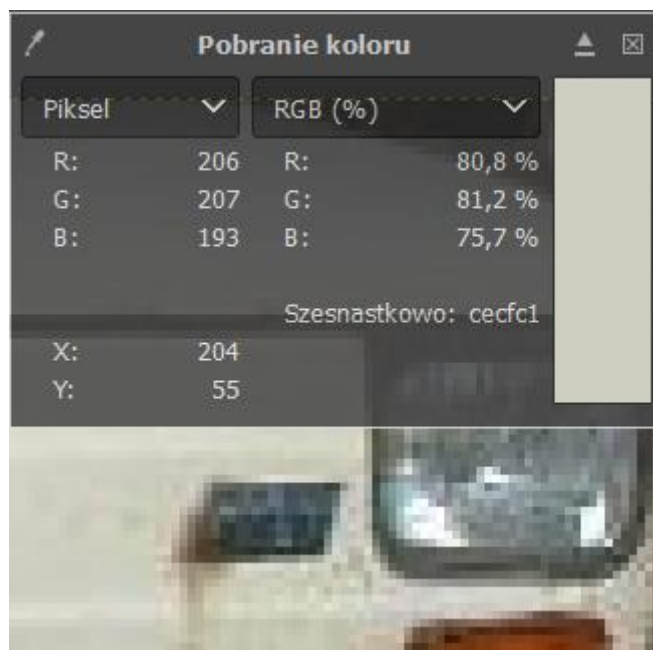 Pobranie koloru
Piksel RGB (%)
R: 206 R: 80,8 %
G: 207 G: 81,2 %
B: 193 B: 75,7 %
Szesnastkowo: cecfc1
X: 204
Y: 55